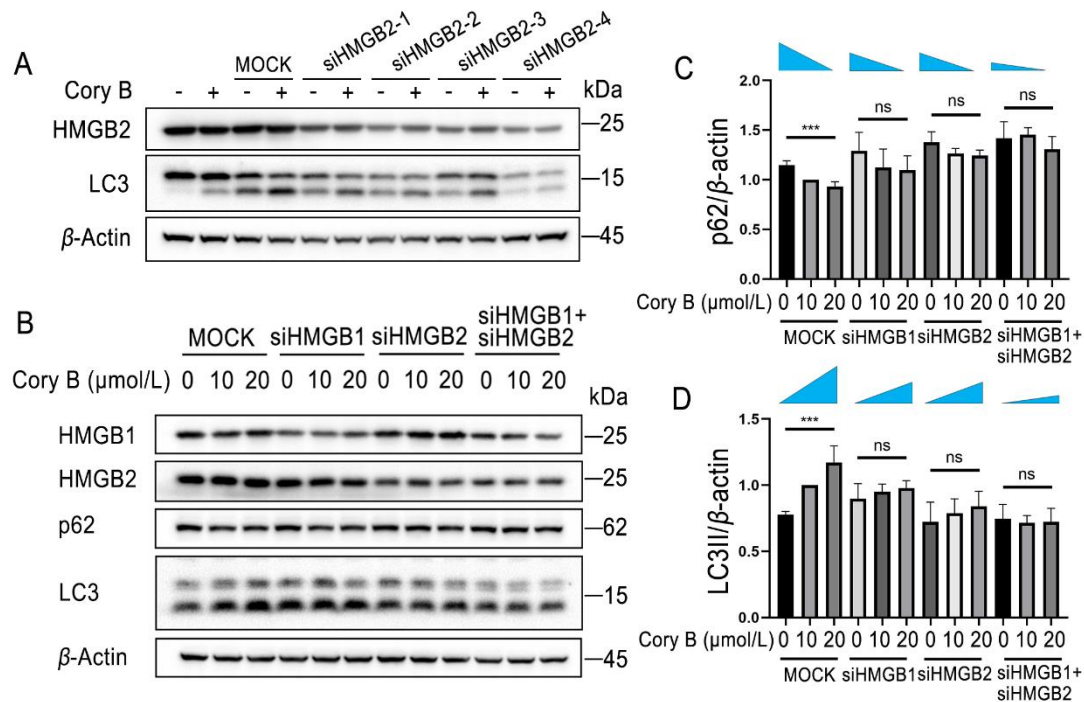 A
MOCK siHMGB2-1 siHMGB2-2 siHMGB2-3 siHMGB2-4
Cory B - + - + - + - + - + - + kDa
HMGB2 25
LC3 15
β-Actin 45
B
MOCK siHMGB1 siHMGB2 siHMGB1+
siHMGB2
Cory B (μmol/L) 0 10 20 0 10 20 0 10 20 0 10 20
kDa
HMGB1 25
HMGB2 25
p62 62
LC3 15
β-Actin 45
C
p62/β-actin
2.0
1.5
1.0
0.5
0.0
*** ns ns ns
Cory B (μmol/L) 0 10 20 0 10 20 0 10 20 0 10 20
MOCK siHMGB1 siHMGB2 siHMGB1+
siHMGB2
D
LC3II/β-actin
1.5
1.0
0.5
0.0
*** ns ns ns
Cory B (μmol/L) 0 10 20 0 10 20 0 10 20 0 10 20
MOCK siHMGB1 siHMGB2 siHMGB1+
siHMGB2